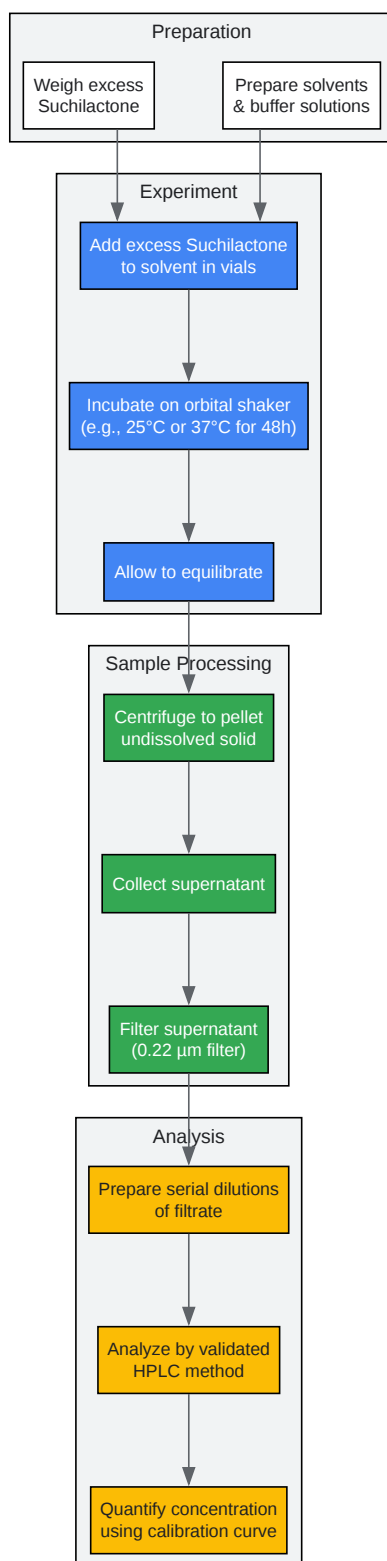 Preparation
Weigh excess
Suchilactone
Prepare solvents
& buffer solutions
Experiment
Add excess Suchilactone
to solvent in vials
Incubate on orbital shaker
(e.g., 25°C or 37°C for 48h)
Allow to equilibrate
Sample Processing
Centrifuge to pellet
undissolved solid
Collect supernatant
Filter supernatant
(0.22 µm filter)
Analysis
Prepare serial dilutions
of filtrate
Analyze by validated
HPLC method
Quantify concentration
using calibration curve